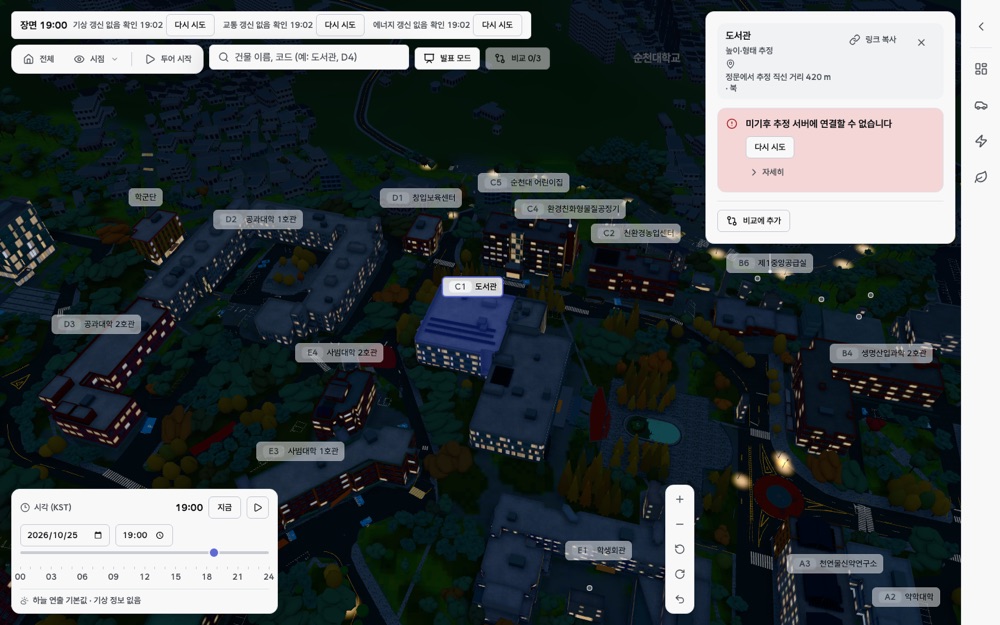 장면 19:00 기상 갱신 없음 확인 19:02 다시 시도 교통 갱신 없음 확인 19:02 다시 시도 에너지 갱신 없음 확인 19:02 다시 시도
전체 시점 투어 시작 건물 이름, 코드 (예: 도서관, D4) 발표 모드 비교 0/3
순천대학교
도서관
링크 복사
높이·형태 추정
정문에서 추정 직선 거리 420 m
· 북
미기후 추정 서버에 연결할 수 없습니다
다시 시도
자세히
비교에 추가
C5 순천대 어린이집
학군단
D1 창업보육센터
C4 환경친화형물질공정기
D2 공과대학 1호관
C2 친환경농업센터
B6 제1중앙공급실
C1 도서관
D3 공과대학 2호관
E4 사범대학 2호관
B4 생명산업과학 2호관
E3 사범대학 1호관
E1 학생회관
A3 천연물신약연구소
A2 약학대학
시각 (KST) 19:00 지금
2026/10/25 19:00
00 03 06 09 12 15 18 21 24
하늘 연출 기본값 · 기상 정보 없음